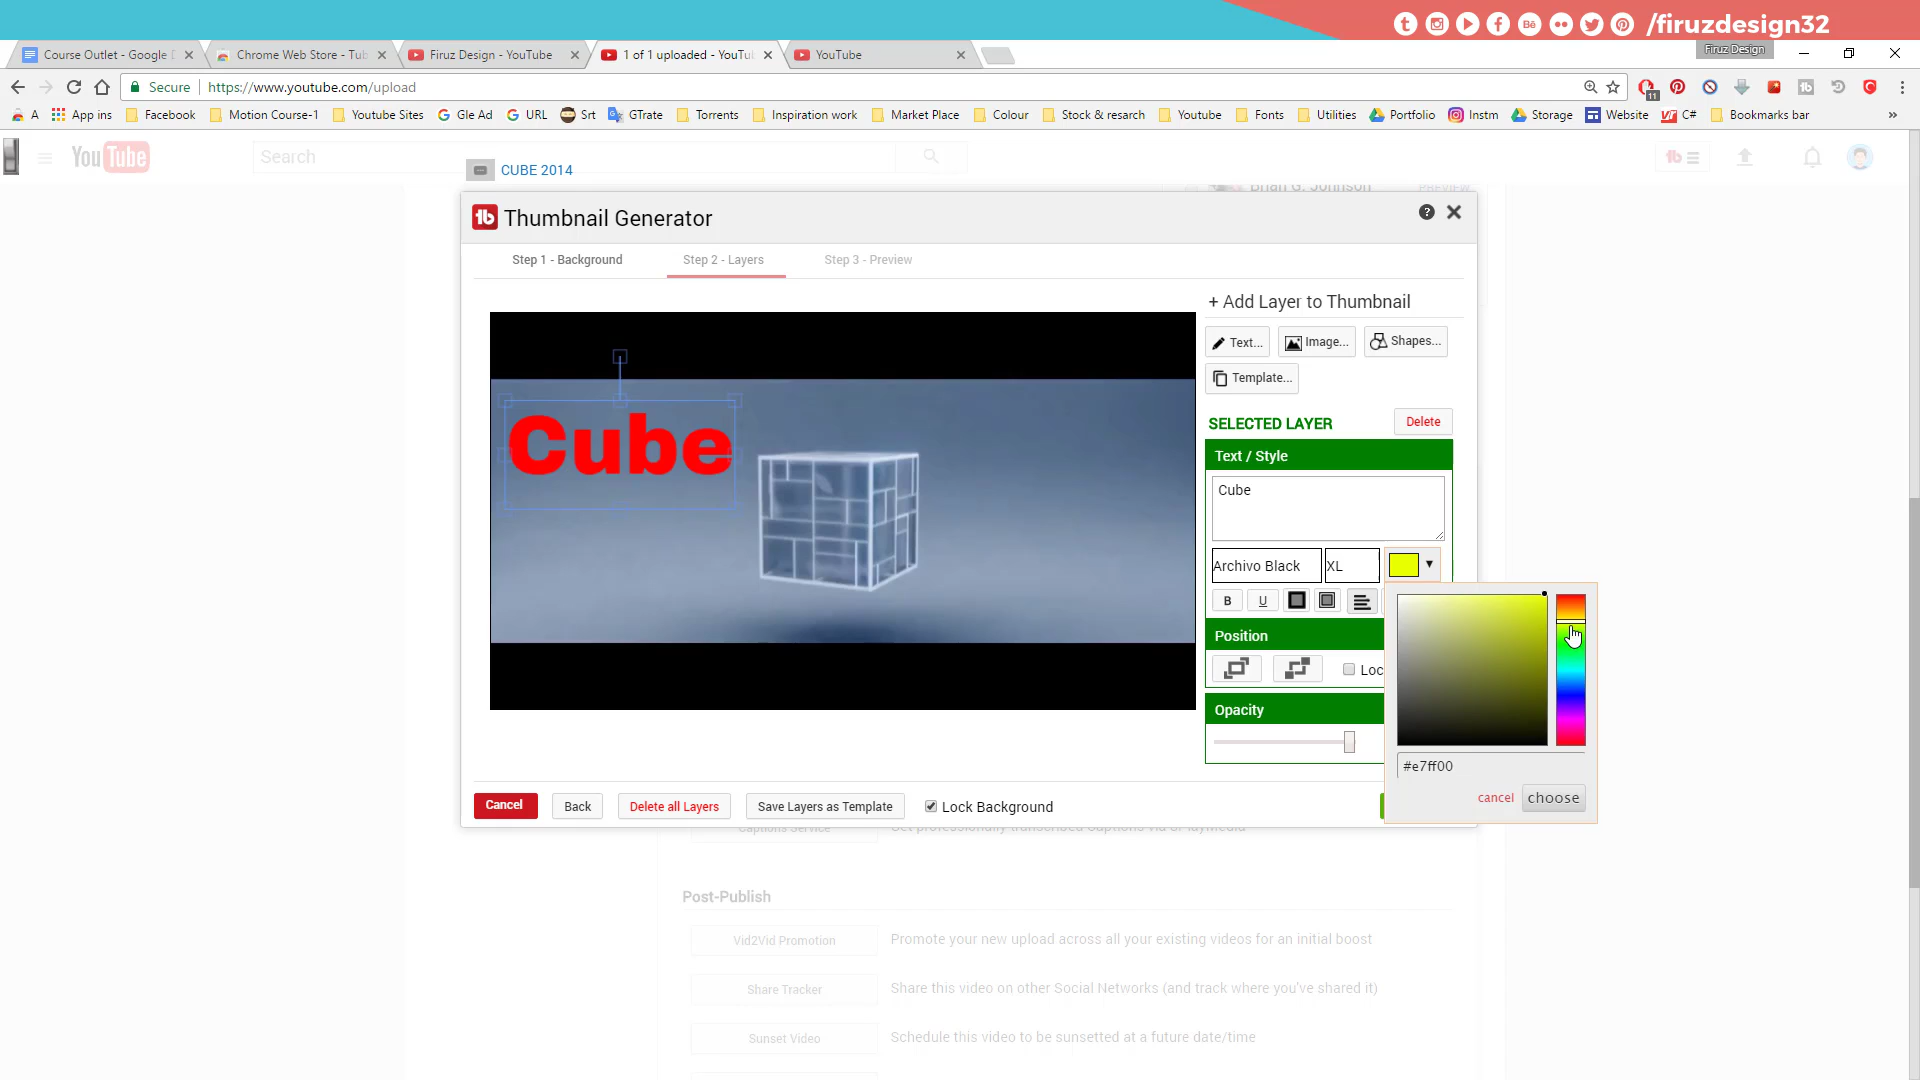 /firuzdesign32
Firuz Design
Course Outlet - Google D
Chrome Web Store - Tub
Firuz Design - YouTube
1 of 1 uploaded - YouTu
YouTube
Secure
https://www.youtube.com/upload
11
A
App ins
Facebook
Motion Course-1
Youtube Sites
Gle Ad
URL
Srt
GTrate
Torrents
Inspiration work
Market Place
Colour
Stock & resarch
Youtube
Fonts
Utilities
Portfolio
Instm
Storage
Website
C#
Bookmarks bar
YouTube
Search
CUBE 2014
Brian G. Johnson
PREVIEW
Thumbnail Generator
Step 1 - Background
Step 2 - Layers
Step 3 - Preview
+ Add Layer to Thumbnail
Text...
Image...
Shapes...
Template...
SELECTED LAYER
Delete
Text / Style
Cube
Cube
Archivo Black
XL
B
U
Position
Loc
Opacity
#e7ff00
cancel
choose
Cancel
Back
Delete all Layers
Save Layers as Template
Lock Background
Captions Service
Post-Publish
Vid2Vid Promotion
Promote your new upload across all your existing videos for an initial boost
Share Tracker
Share this video on other Social Networks (and track where you've shared it)
Sunset Video
Schedule this video to be sunsetted at a future date/time